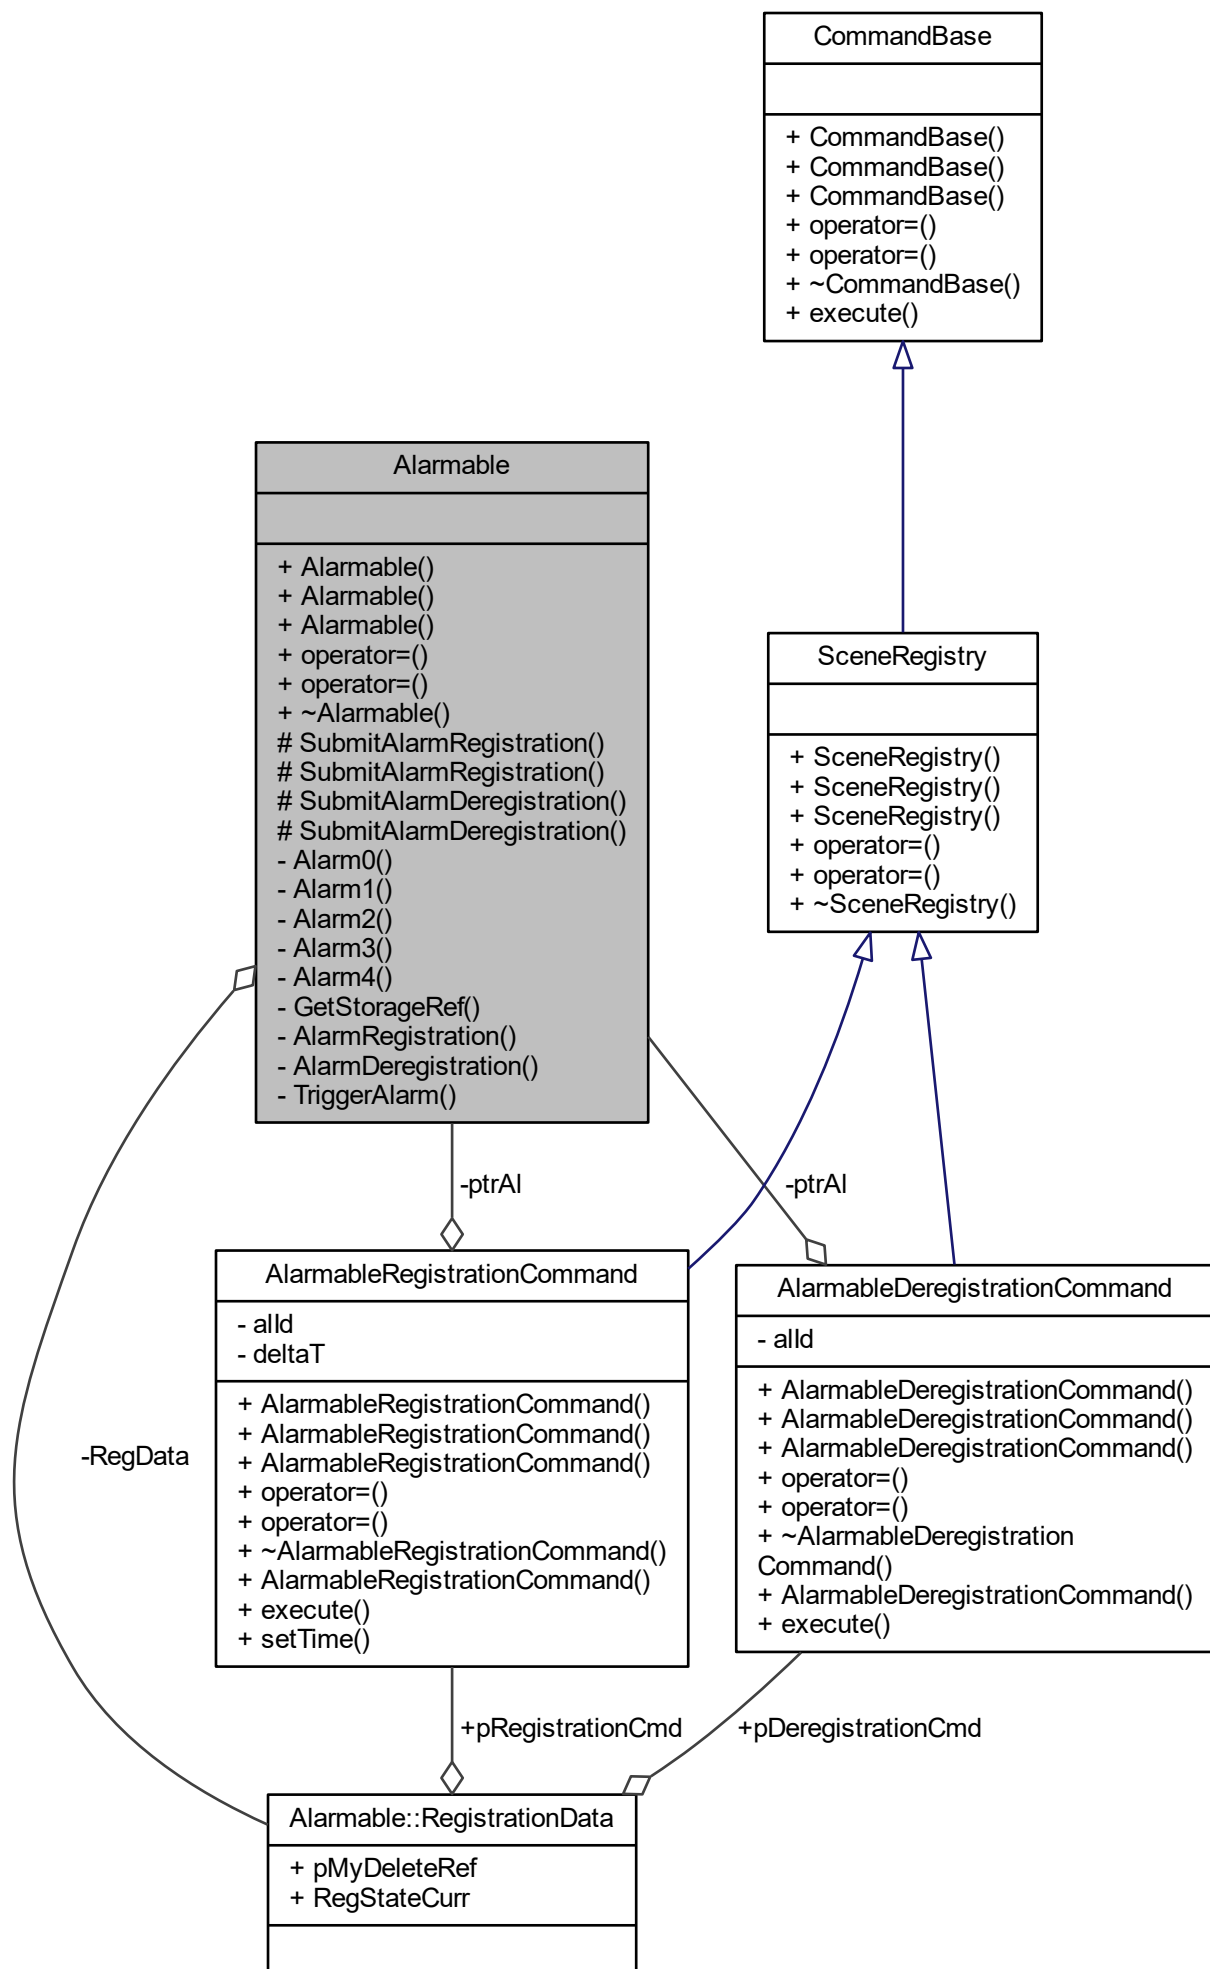 CommandBase
+ CommandBase()
+ CommandBase()
+ CommandBase()
+ operator=()
+ operator=()
+ ~CommandBase()
+ execute()
Alarmable
+ Alarmable()
+ Alarmable()
+ Alarmable()
+ operator=()
+ operator=()
+ ~Alarmable()
# SubmitAlarmRegistration()
# SubmitAlarmRegistration()
# SubmitAlarmDeregistration()
# SubmitAlarmDeregistration()
- Alarm0()
- Alarm1()
- Alarm2()
- Alarm3()
- Alarm4()
- GetStorageRef()
- AlarmRegistration()
- AlarmDeregistration()
- TriggerAlarm()
SceneRegistry
+ SceneRegistry()
+ SceneRegistry()
+ SceneRegistry()
+ operator=()
+ operator=()
+ ~SceneRegistry()
-ptrAl
-ptrAl
AlarmableRegistrationCommand
- alId
- deltaT
+ AlarmableRegistrationCommand()
+ AlarmableRegistrationCommand()
+ AlarmableRegistrationCommand()
+ operator=()
+ operator=()
+ ~AlarmableRegistrationCommand()
+ AlarmableRegistrationCommand()
+ execute()
+ setTime()
AlarmableDeregistrationCommand
- alId
+ AlarmableDeregistrationCommand()
+ AlarmableDeregistrationCommand()
+ AlarmableDeregistrationCommand()
+ operator=()
+ operator=()
+ ~AlarmableDeregistration
Command()
+ AlarmableDeregistrationCommand()
+ execute()
-RegData
+pRegistrationCmd
+pDeregistrationCmd
Alarmable::RegistrationData
+ pMyDeleteRef
+ RegStateCurr